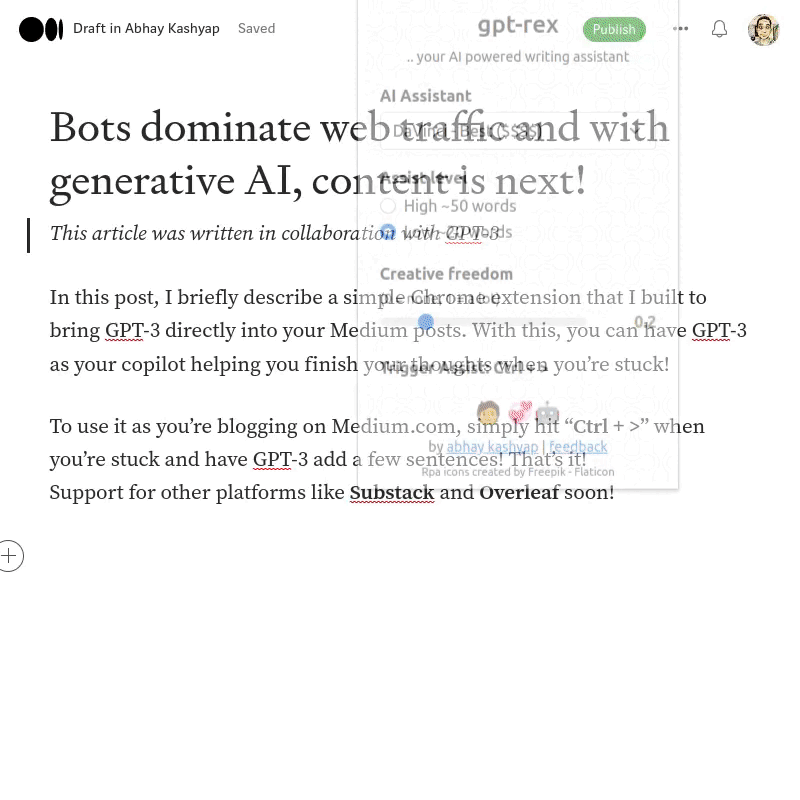 Draft in Abhay Kashyap Saved
Publish
Bots dominate web traffic and with
generative AI, content is next!
This article was written in collaboration with GPT-3
In this post, I briefly describe a simple Chrome extension that I built to
bring GPT-3 directly into your Medium posts. With this, you can have GPT-3
as your copilot helping you finish your thoughts when you’re stuck!
To use it as you’re blogging on Medium.com, simply hit “Ctrl + >” when
you’re stuck and have GPT-3 add a few sentences! That’s it!
Support for other platforms like Substack and Overleaf soon!
gpt-rex
.. your AI powered writing assistant
AI Assistant
DaVinci - Best ($$$$)
Assist level
High ~50 words
Creative freedom
0.2
Trigger Assist: Ctrl + >
by abhay kashyap | feedback
Rpa icons created by Freepik - Flaticon